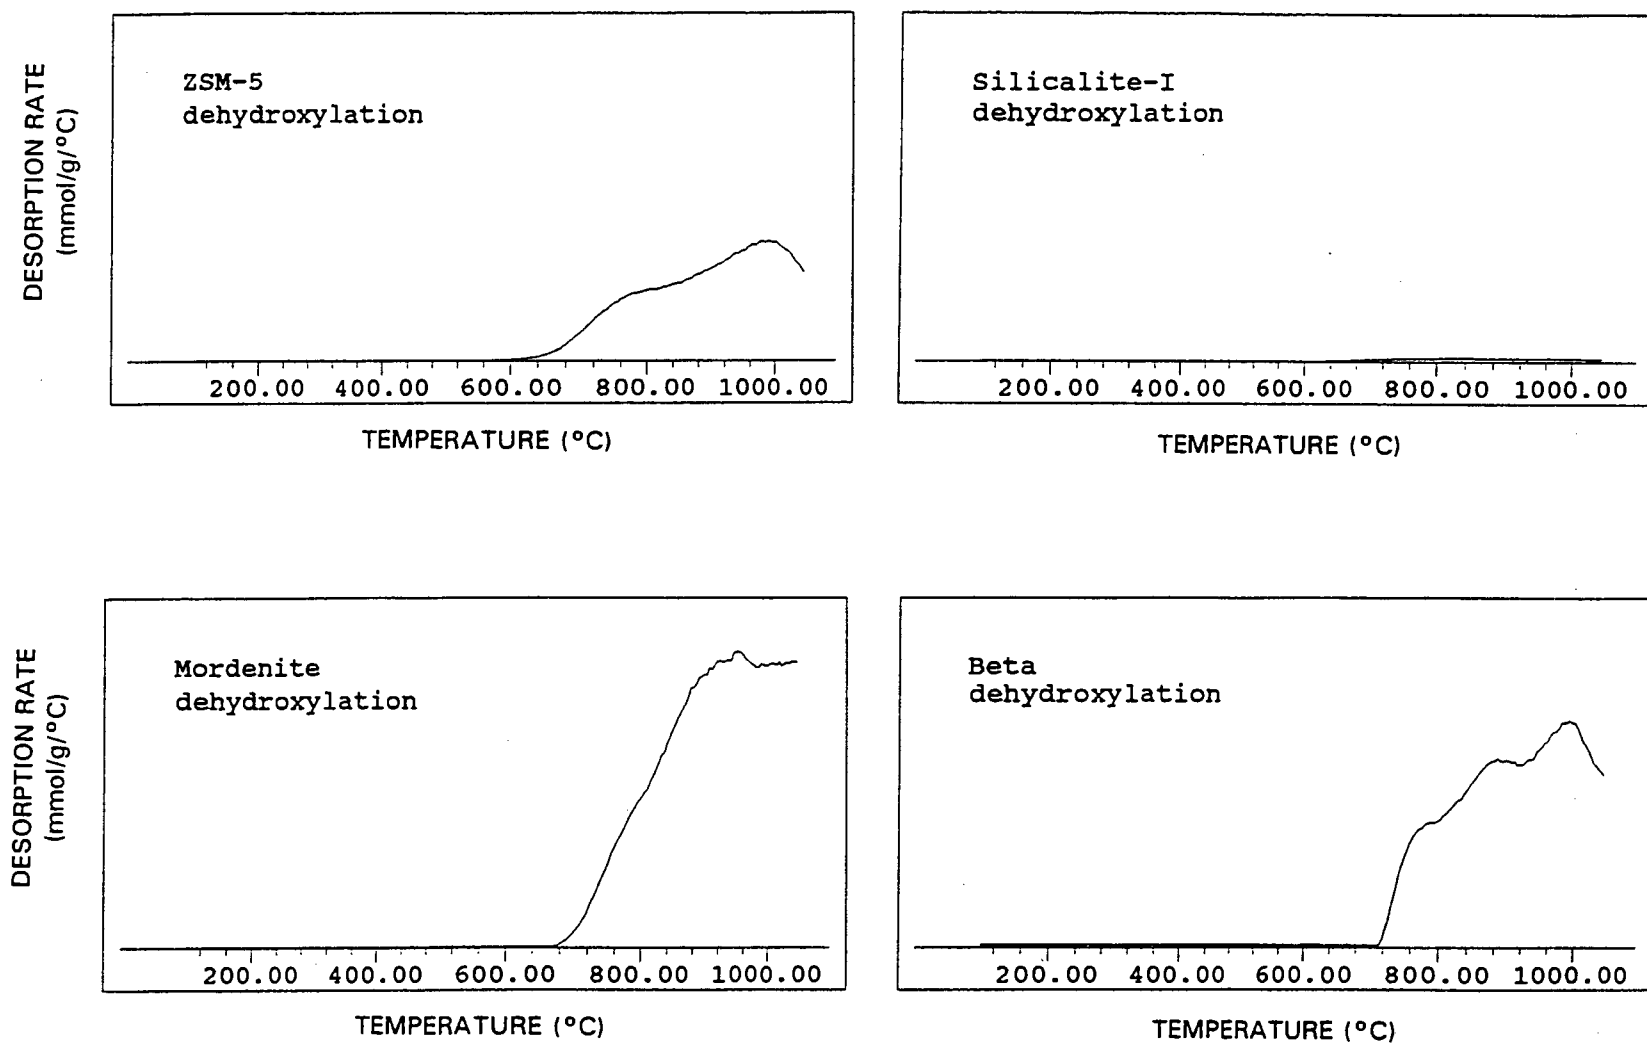 DESORPTION RATE
(mmol/g/°C)
ZSM-5
dehydroxylation
200.00 400.00 600.00 800.00 1000.00
TEMPERATURE (°C)
Silicalite-I
dehydroxylation
200.00 400.00 600.00 800.00 1000.00
TEMPERATURE (°C)
DESORPTION RATE
(mmol/g/°C)
Mordenite
dehydroxylation
200.00 400.00 600.00 800.00 1000.00
TEMPERATURE (°C)
Beta
dehydroxylation
200.00 400.00 600.00 800.00 1000.00
TEMPERATURE (°C)